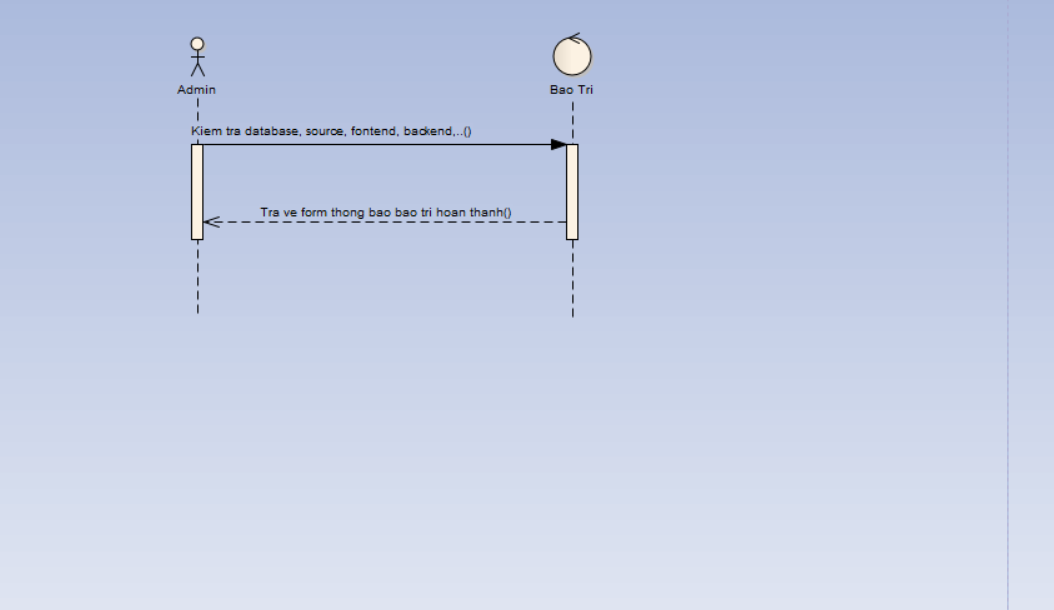 Admin
Bao Tri
Kiem tra database, source, fontend, backend,..()
Tra ve form thong bao bao tri hoan thanh()